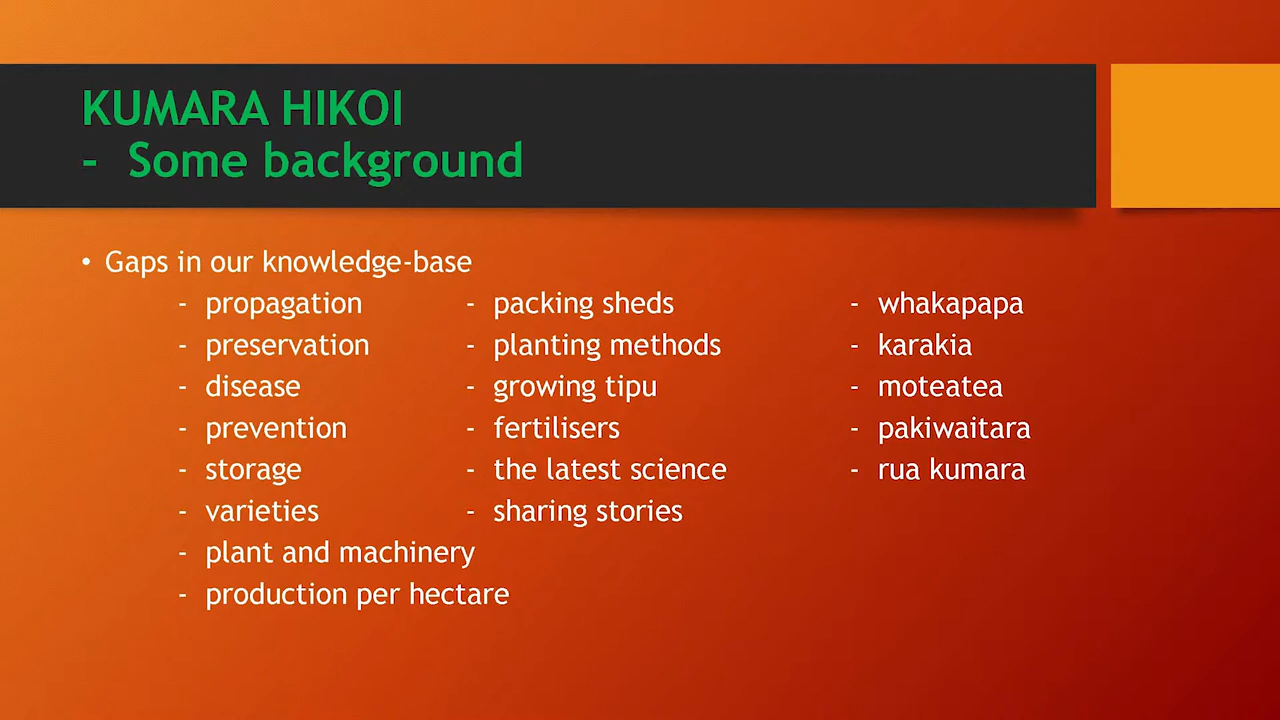 KUMARA HIKOI
- Some background
• Gaps in our knowledge-base
- propagation - packing sheds - whakapapa
- preservation - planting methods - karakia
- disease - growing tipu - moteatea
- prevention - fertilisers - pakiwaitara
- storage - the latest science - rua kumara
- varieties - sharing stories
- plant and machinery
- production per hectare